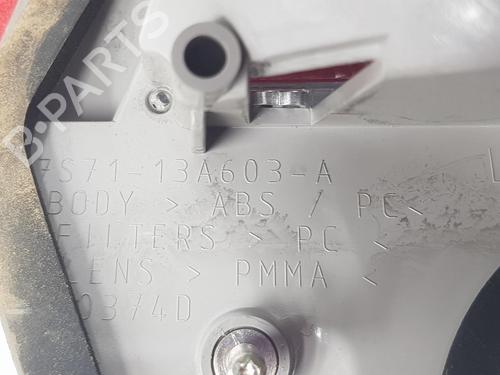 B-PARTS
7S71-13A603-A
L
BODY > ABS / PC<
FILTERS > PC <
LENS > PMMA <
0374D